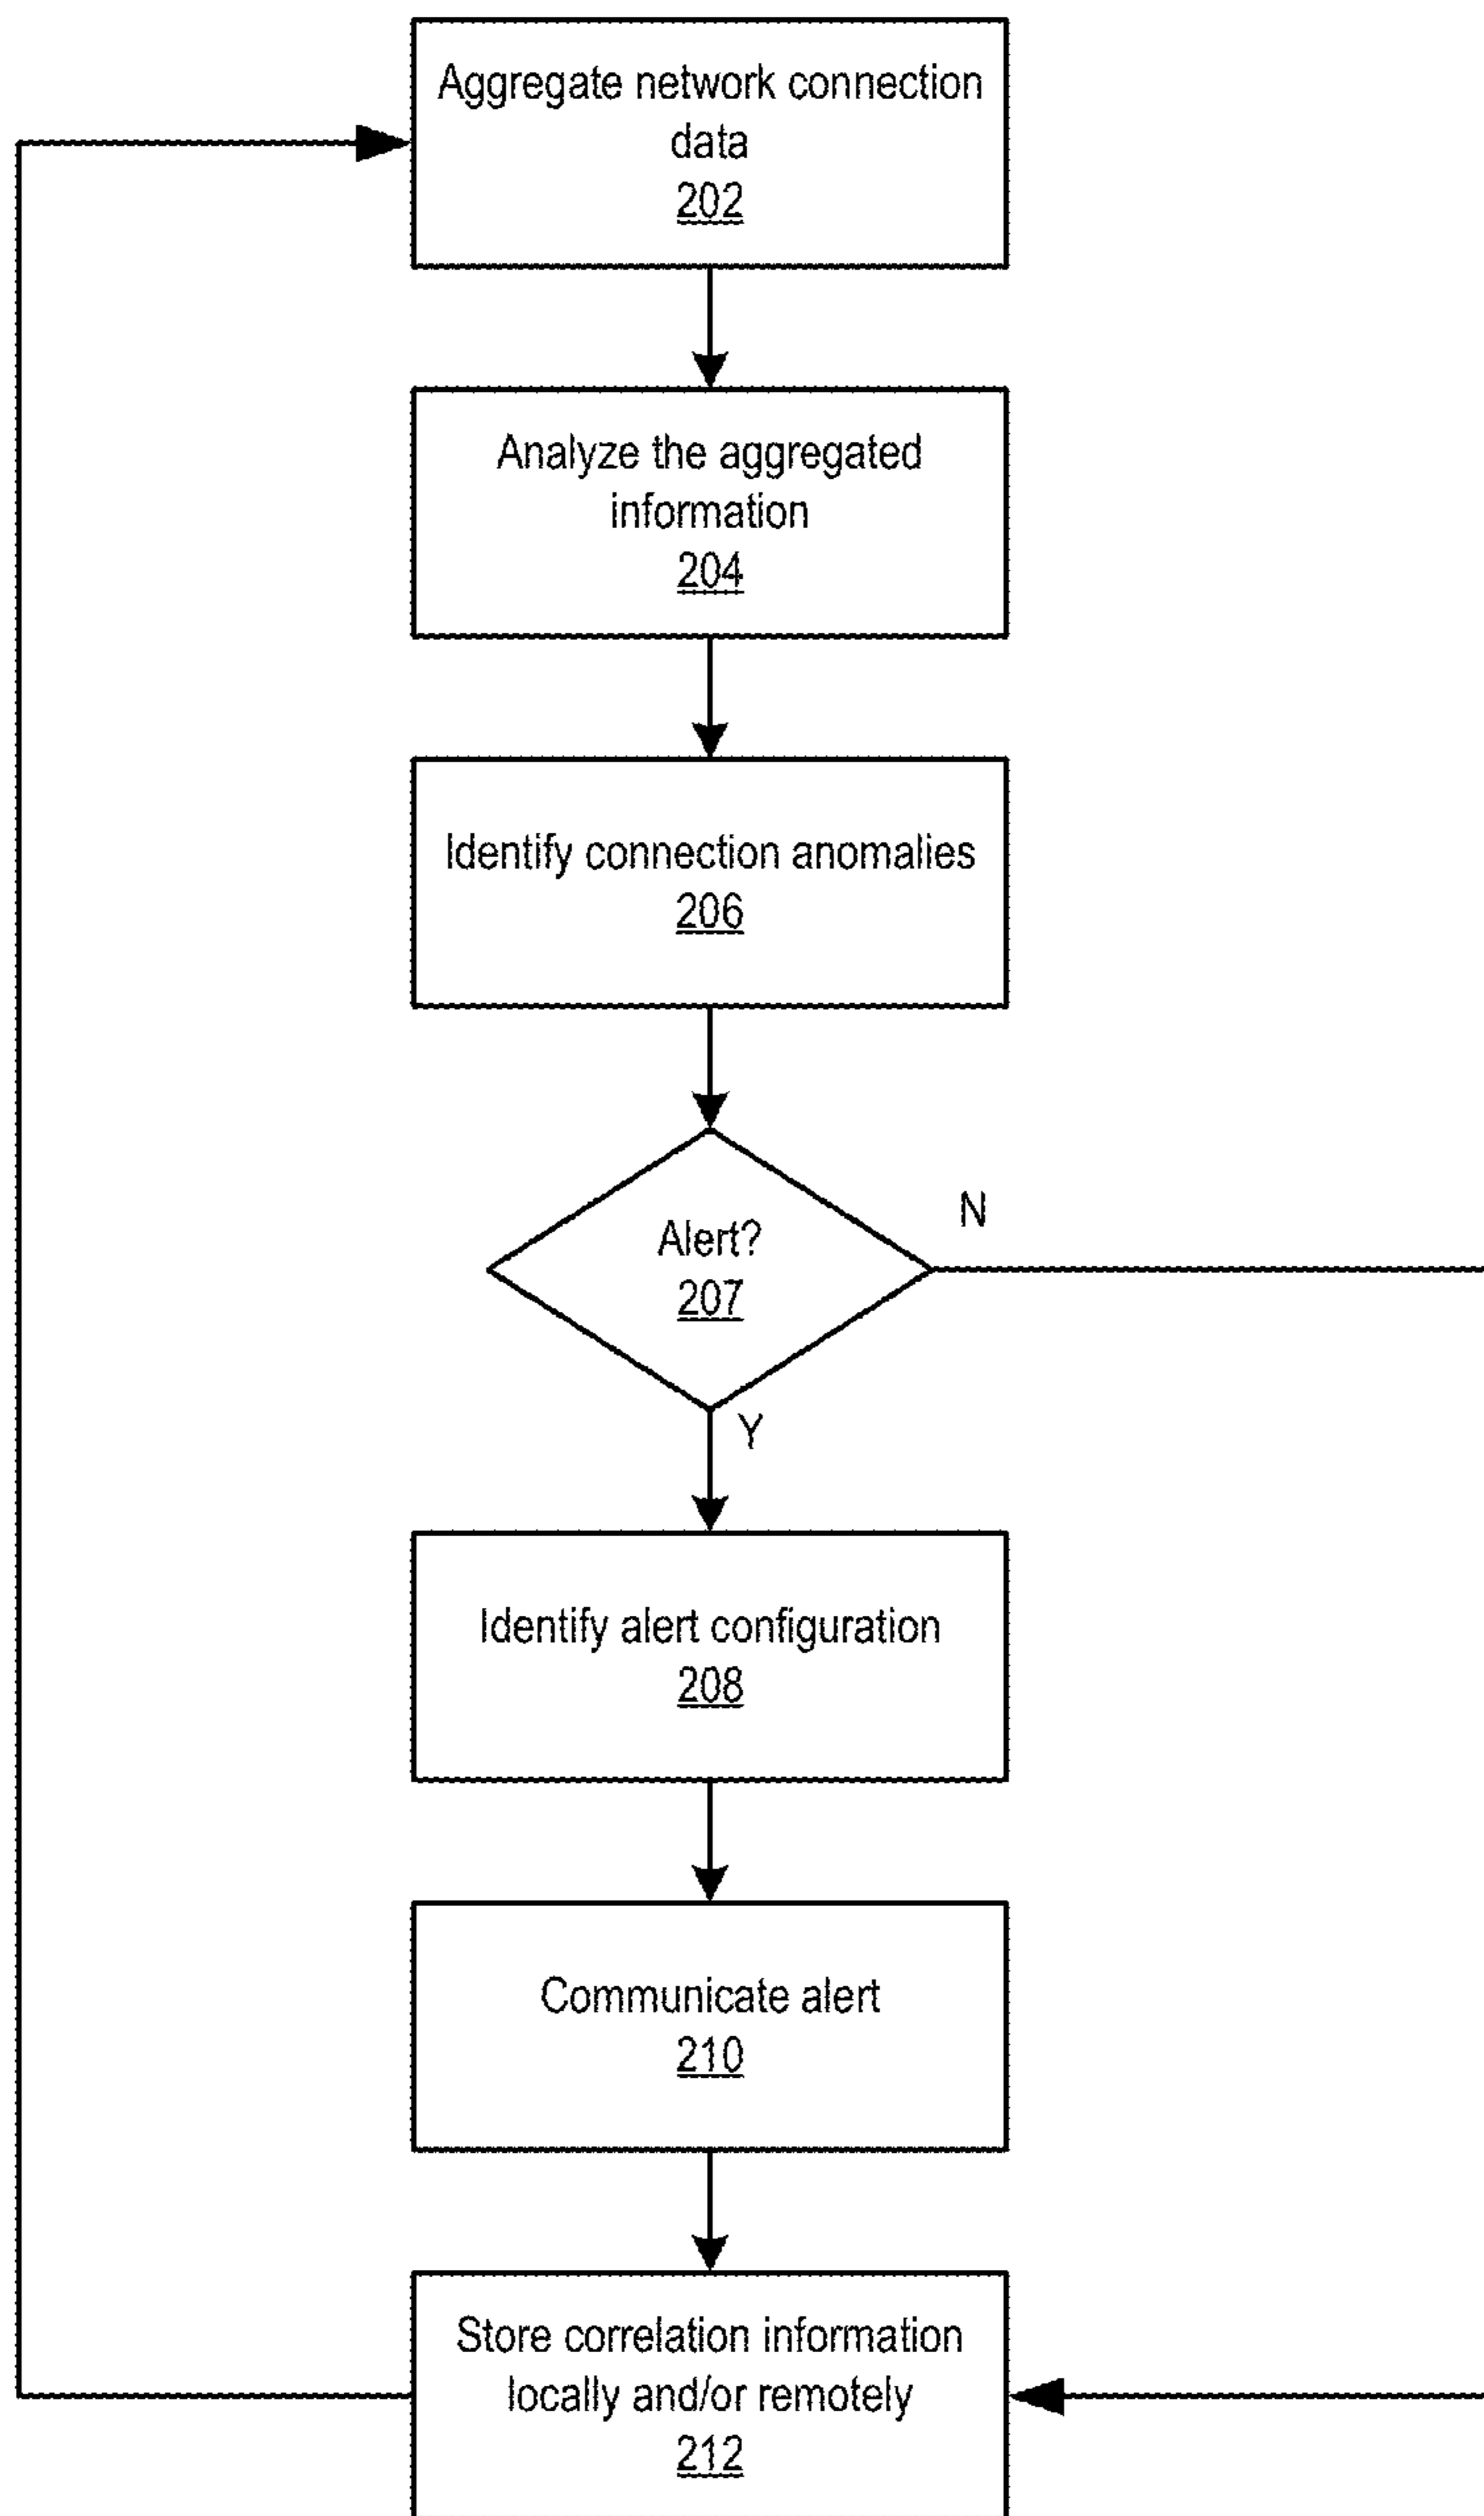 Aggregate network connection
data
202
Analyze the aggregated
information
204
Identify connection anomalies
206
Alert?
207
N
Y
Identify alert configuration
208
Communicate alert
210
Store correlation information
locally and/or remotely
212